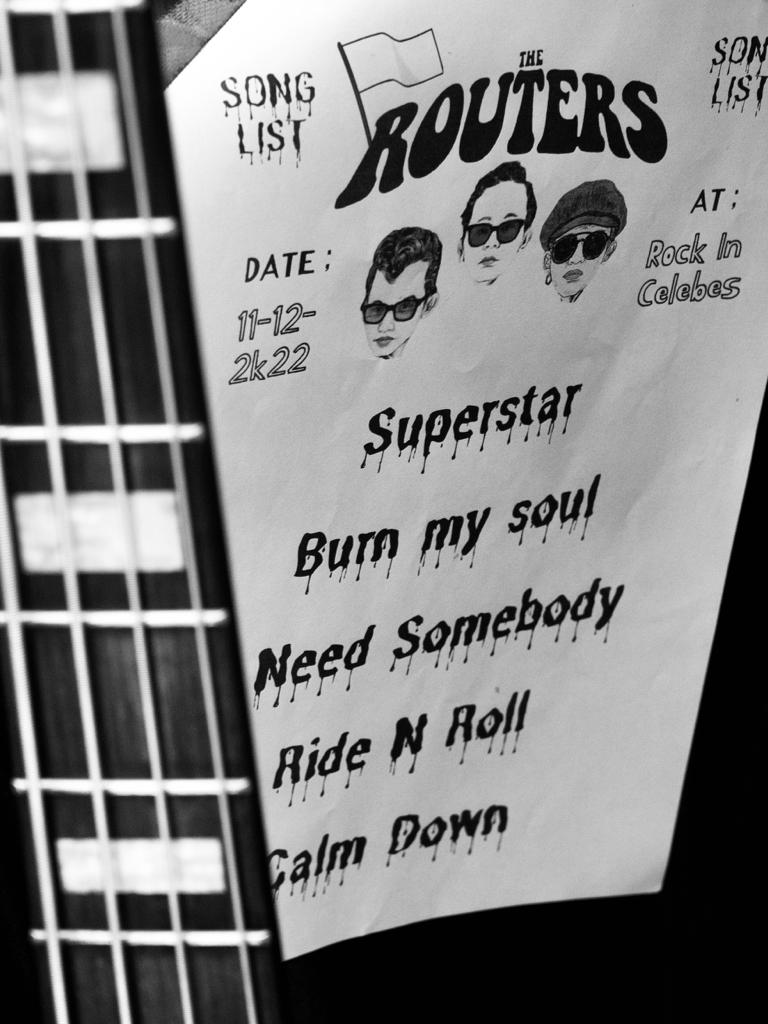 SONG
LIST
THE
ROUTERS
SON
LIST
DATE :
11-12-
2k22
AT :
Rock In
Celebes
Superstar
Burn my soul
Need Somebody
Ride N Roll
Calm Down